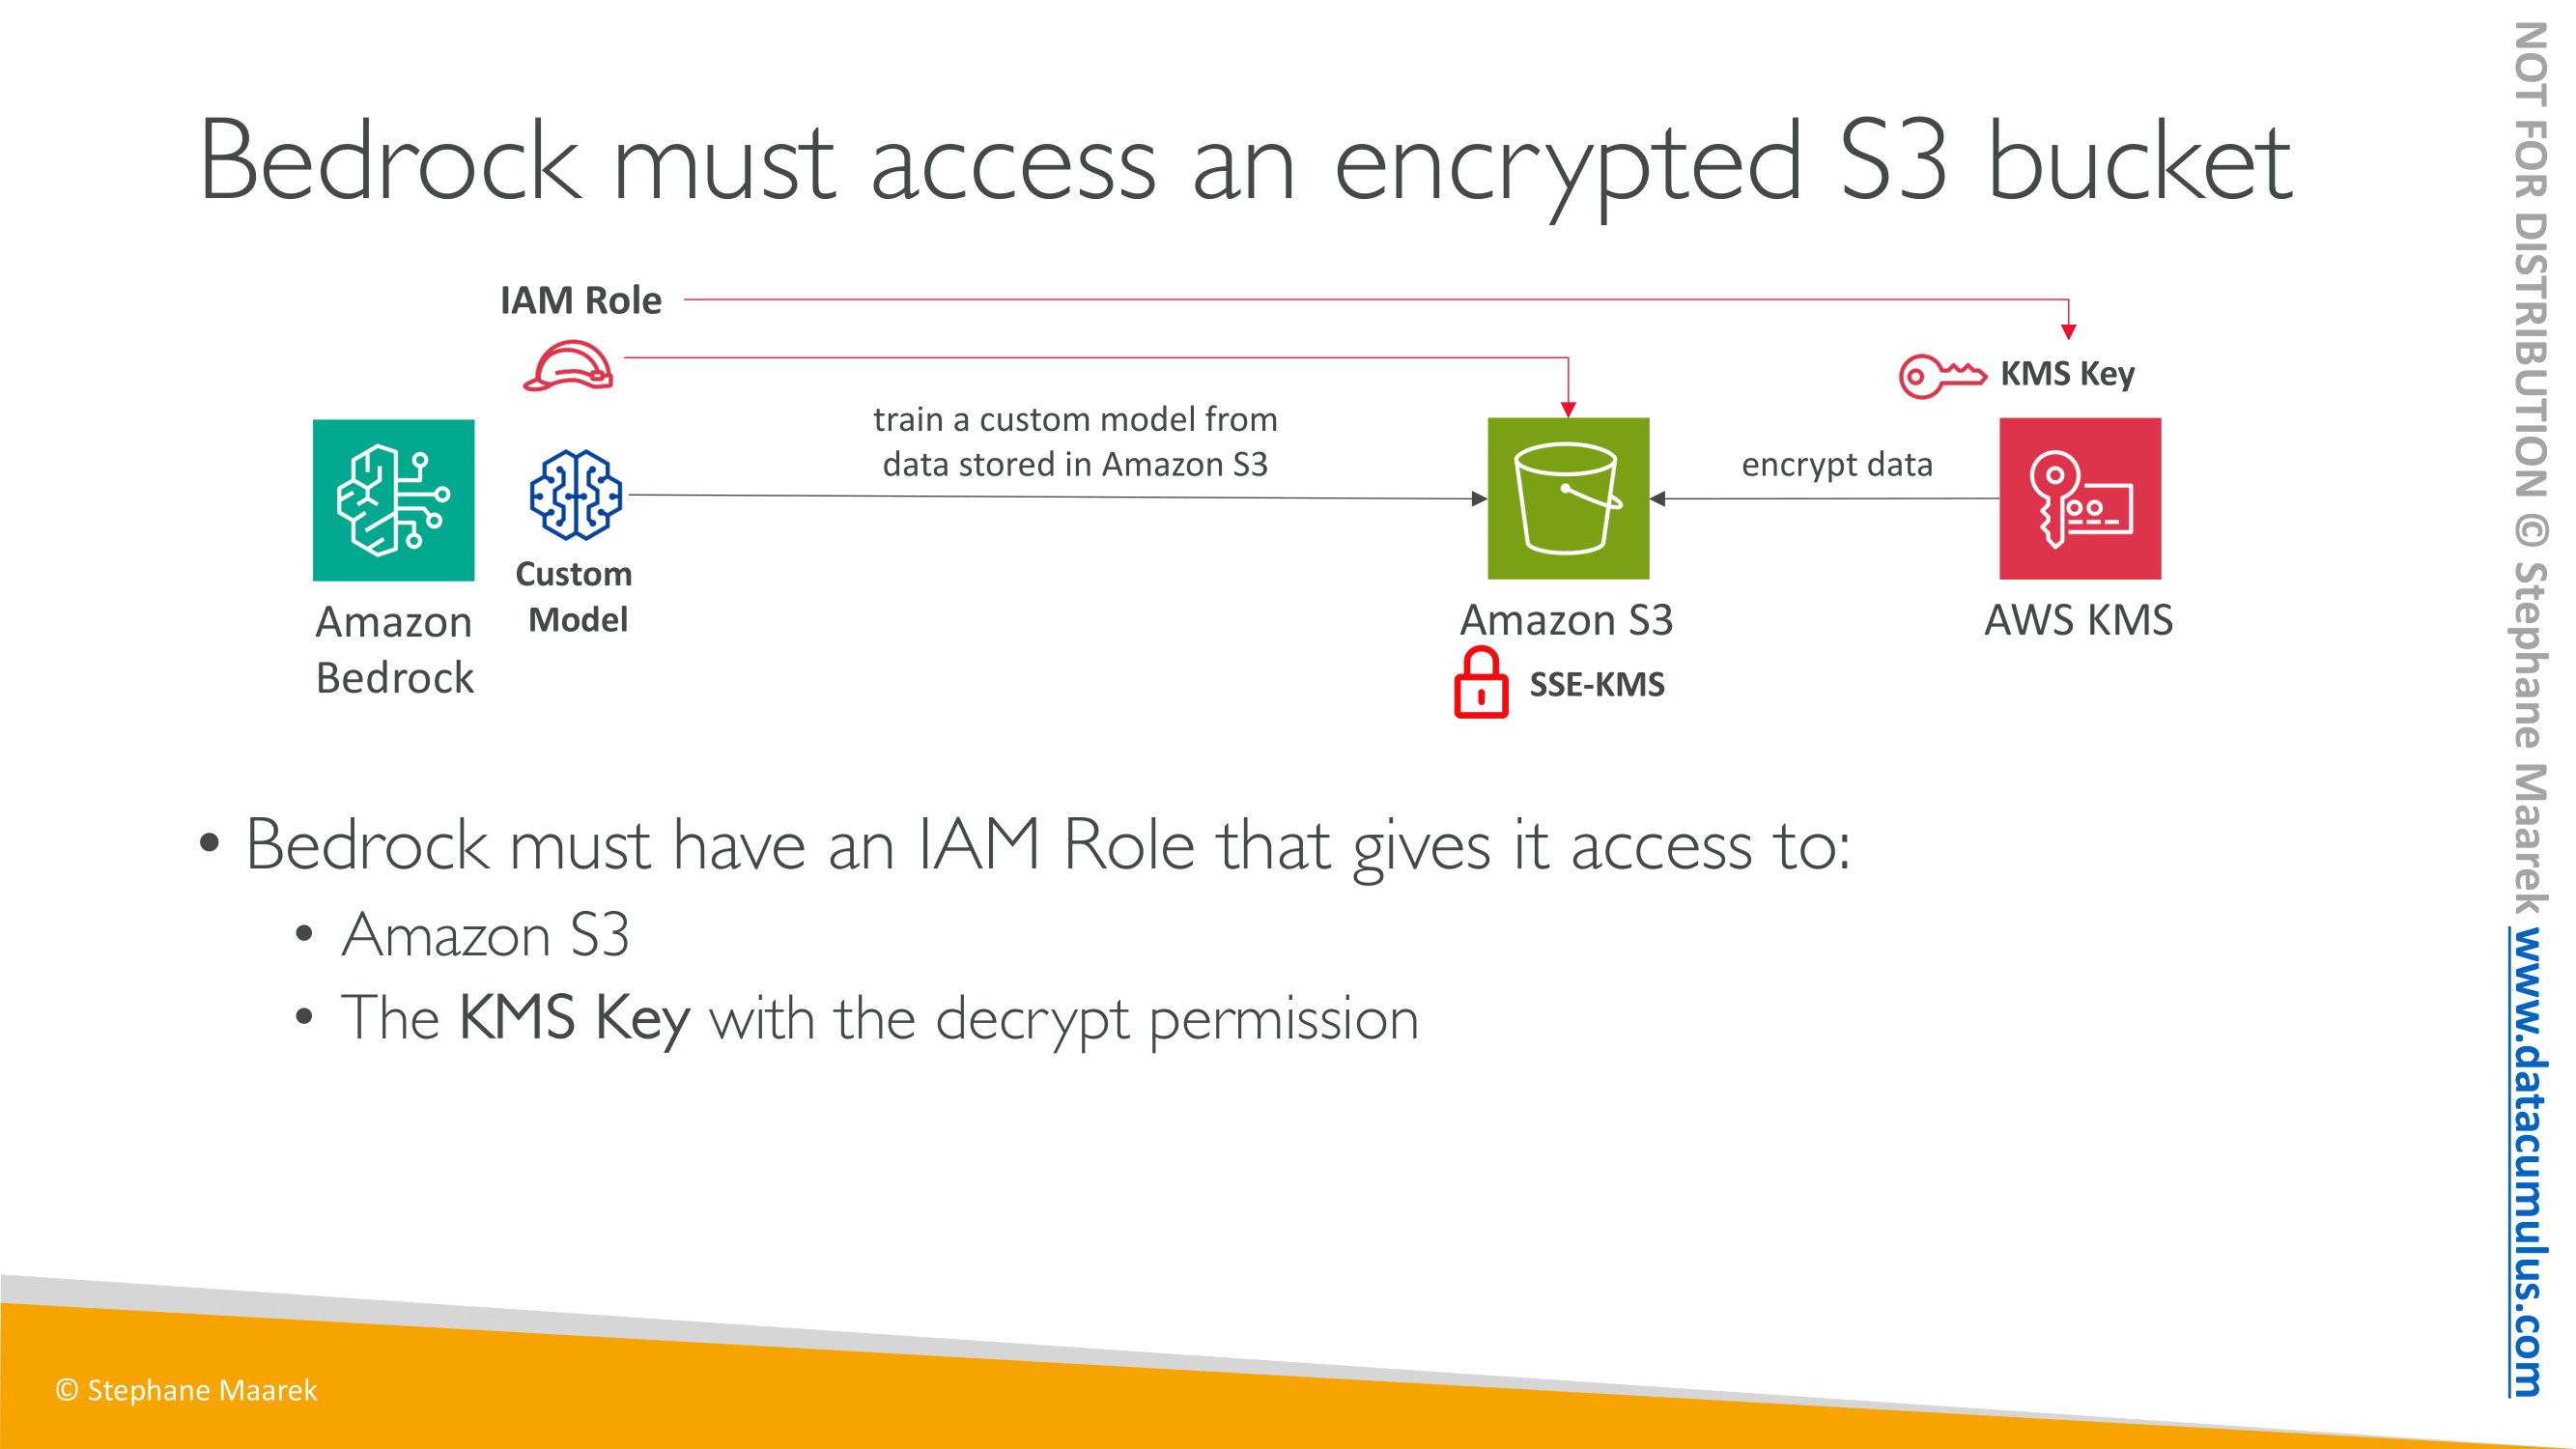 Bedrock must access an encrypted S3 bucket
IAM Role
KMS Key
train a custom model from
data stored in Amazon S3
encrypt data
Custom
Model
Amazon
Bedrock
Amazon S3
AWS KMS
SSE-KMS
• Bedrock must have an IAM Role that gives it access to:
• Amazon S3
• The KMS Key with the decrypt permission
© Stephane Maarek
NOT FOR DISTRIBUTION © Stephane Maarek www.datacumulus.com